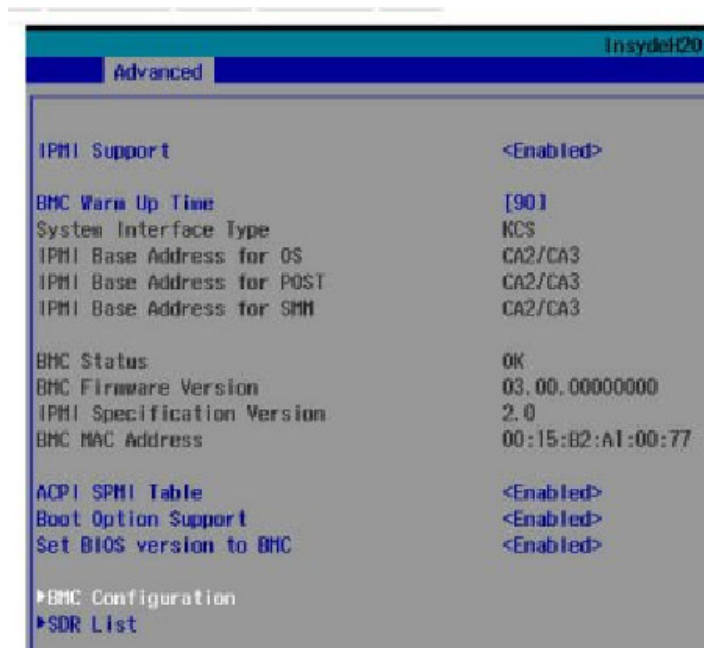 InsydeH20
Advanced
IPMI Support <Enabled>
BMC Warm Up Time [90]
System Interface Type KCS
IPMI Base Address for OS CA2/CA3
IPMI Base Address for POST CA2/CA3
IPMI Base Address for SMM CA2/CA3
BMC Status OK
BMC Firmware Version 03.00.00000000
IPMI Specification Version 2.0
BMC MAC Address 00:15:B2:A1:00:77
ACPI SPMI Table <Enabled>
Boot Option Support <Enabled>
Set BIOS version to BMC <Enabled>
▶BMC Configuration
▶SDR List